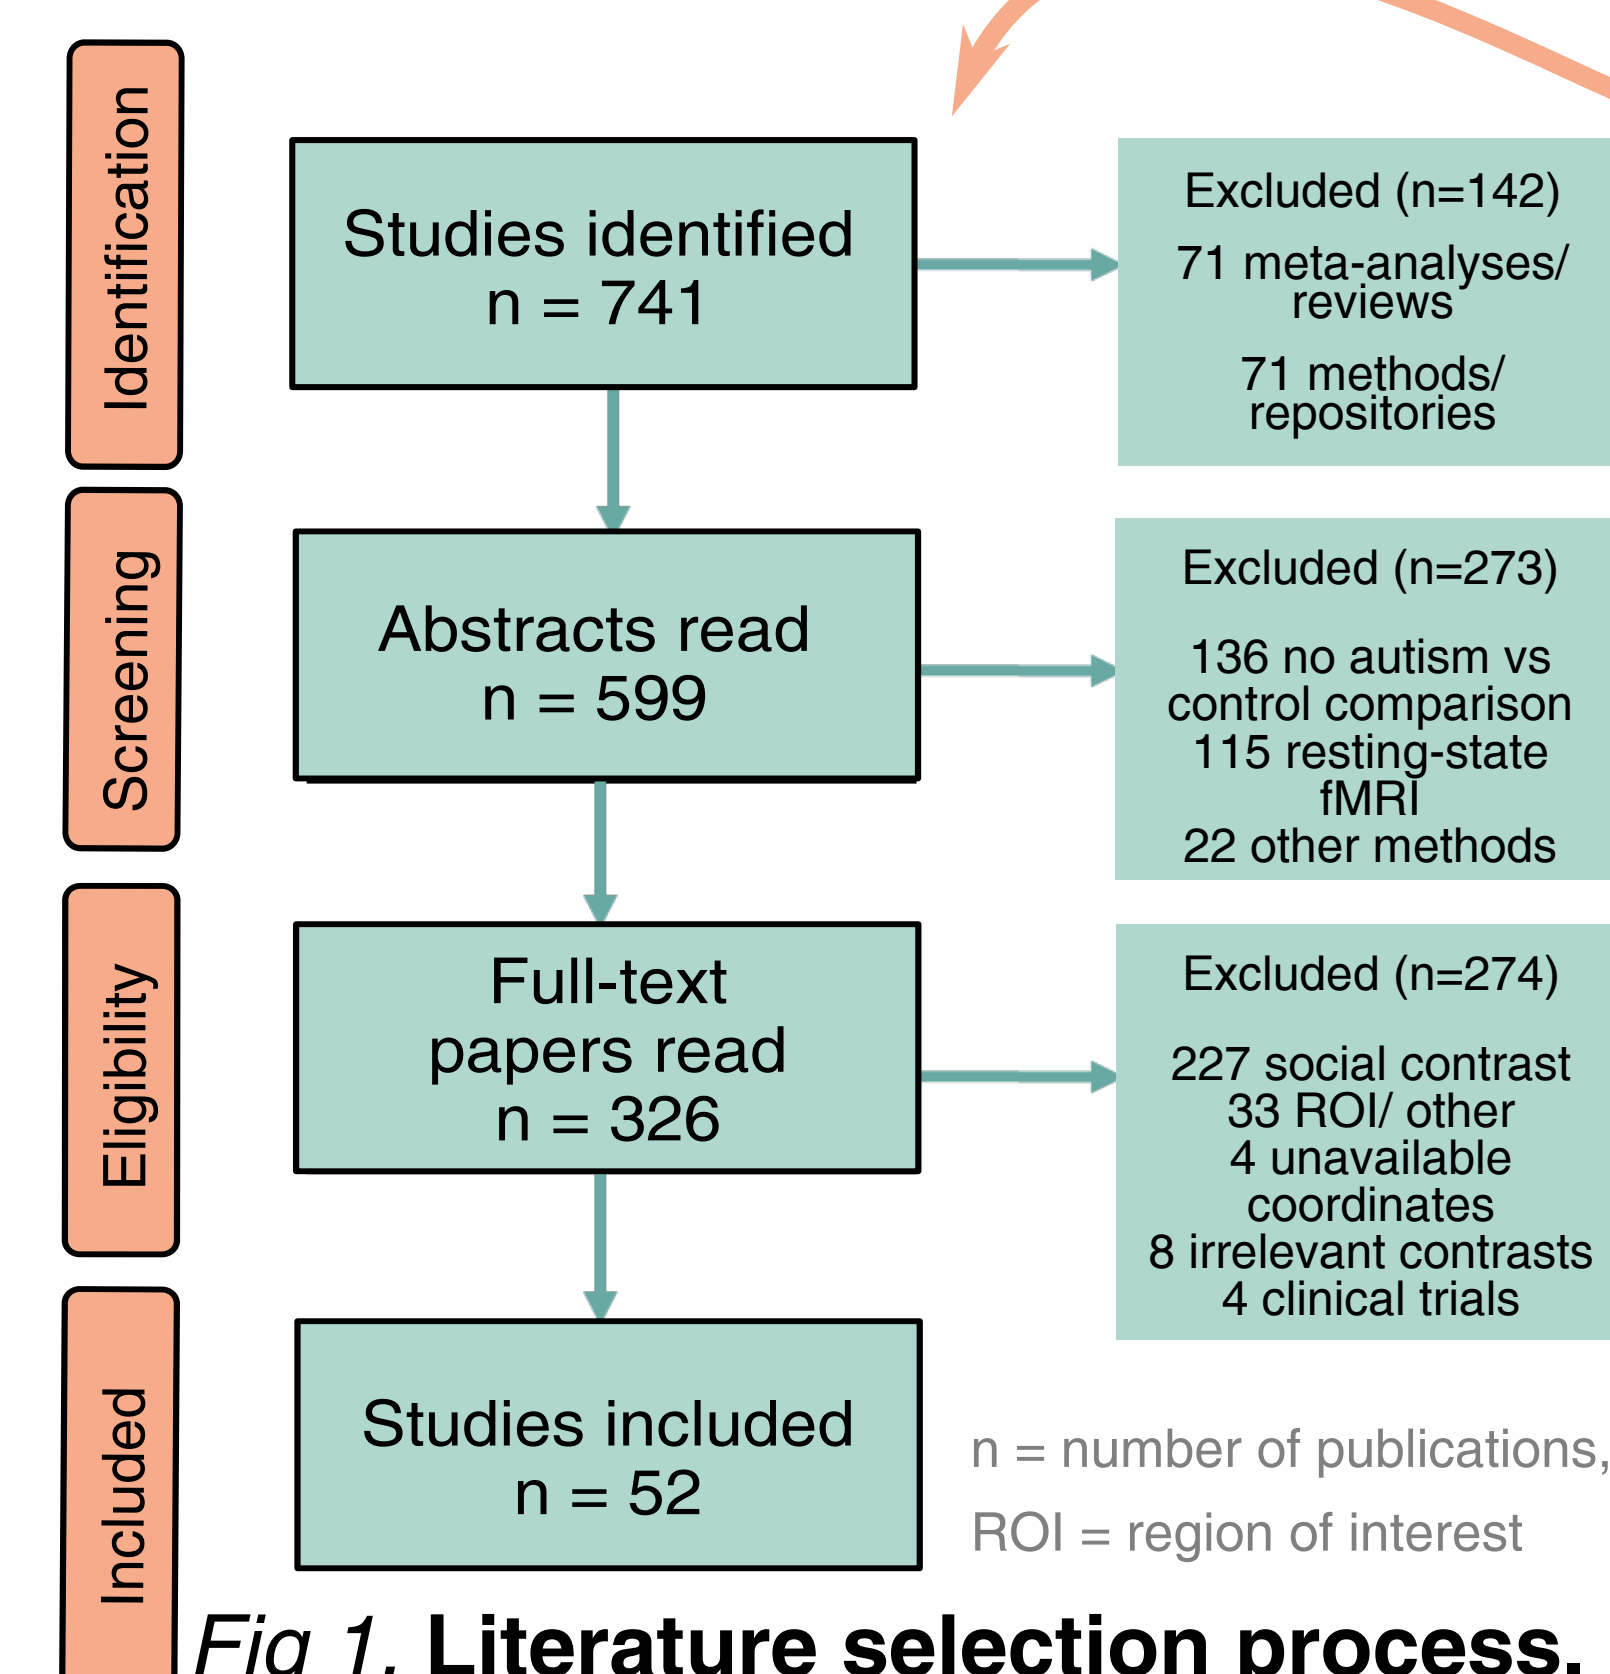 Identification
Studies identified
n = 741
Excluded (n=142)
71 meta-analyses/
reviews
71 methods/
repositories
Screening
Abstracts read
n = 599
Excluded (n=273)
136 no autism vs
control comparison
115 resting-state
fMRI
22 other methods
Eligibility
Full-text
papers read
n = 326
Excluded (n=274)
227 social contrast
33 ROI/ other
4 unavailable
coordinates
8 irrelevant contrasts
4 clinical trials
Included
Studies included
n = 52
n = number of publications,
ROI = region of interest
Fig 1. Literature selection process.